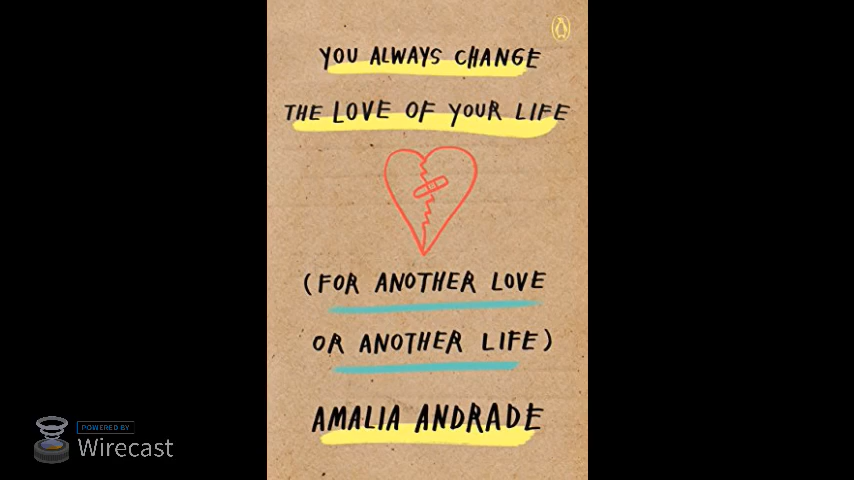 YOU ALWAYS CHANGE
THE LOVE OF YOUR LIFE
(FOR ANOTHER LOVE
OR ANOTHER LIFE)
AMALIA ANDRADE
POWERED BY
Wirecast